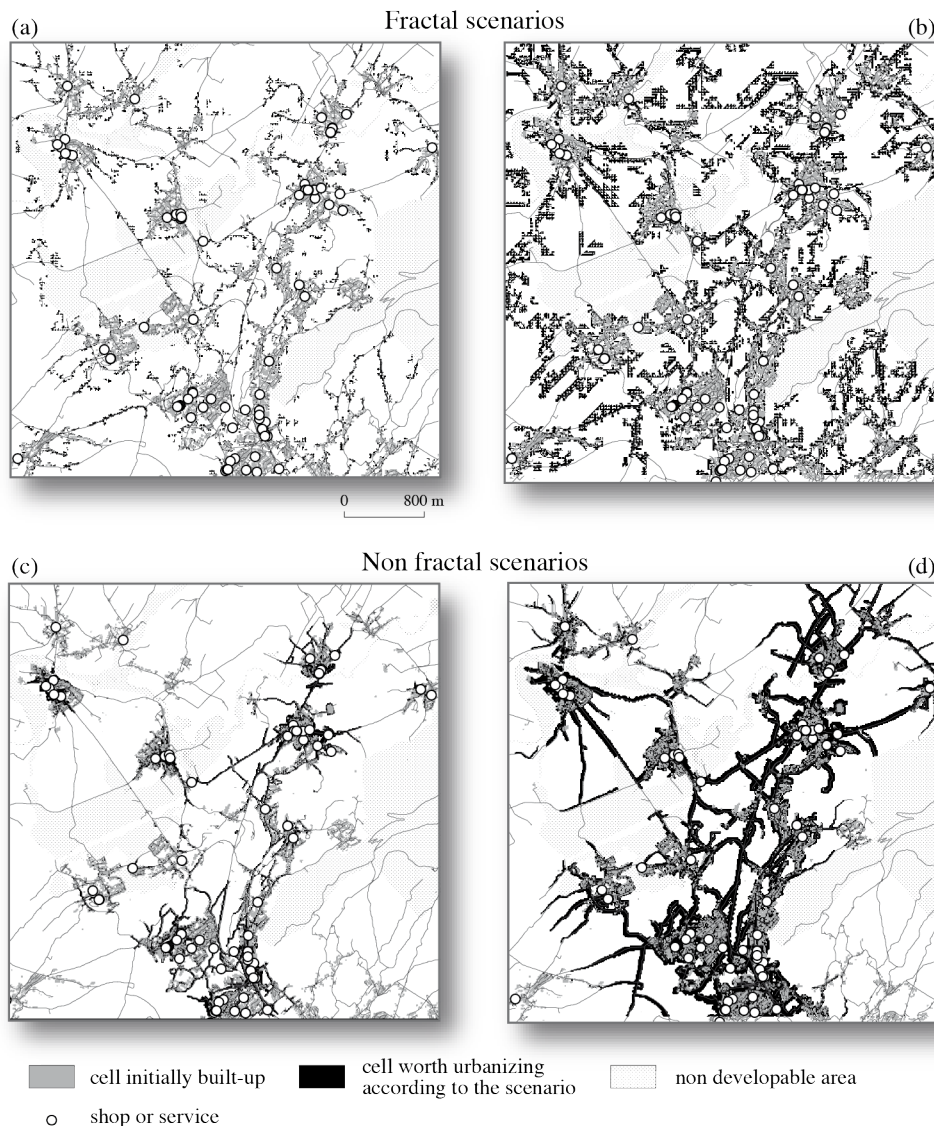 Fractal scenarios
(a)
(b)
0 800 m
Non fractal scenarios
(c)
(d)
cell initially built-up
cell worth urbanizing
according to the scenario
non developable area
shop or service